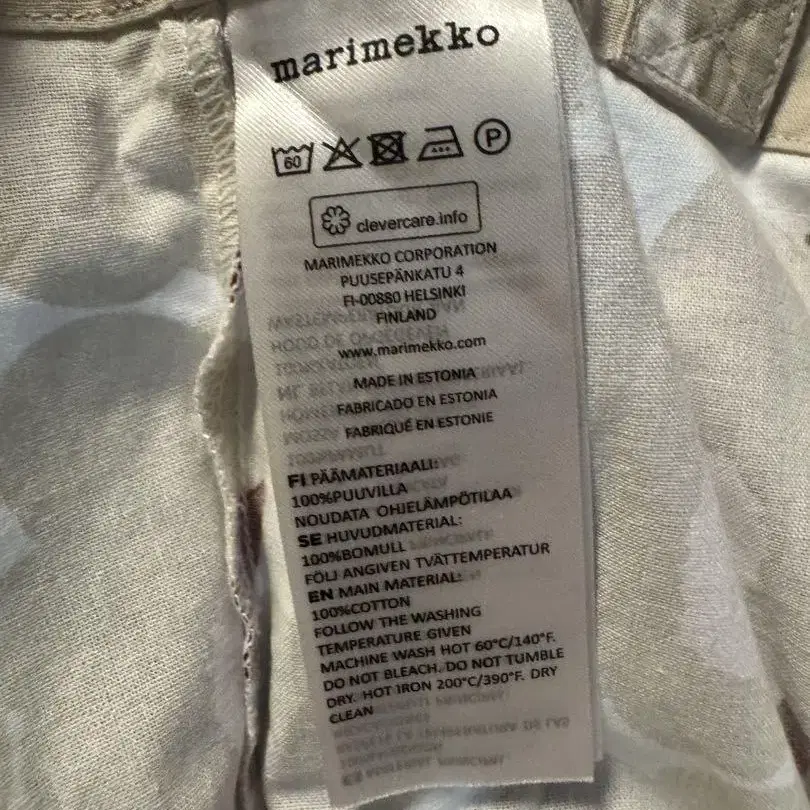 marimekko
60
P
clevercare.info
MARIMEKKO CORPORATION
PUUSEPÄNKATU 4
FI-00880 HELSINKI
FINLAND
www.marimekko.com
MADE IN ESTONIA
FABRICADO EN ESTONIA
FABRIQUÉ EN ESTONIE
FI PÄÄMATERIAALI:
100%PUUVILLA
NOUDATA OHJELÄMPÖTILAA
SE HUVUDMATERIAL:
100%BOMULL
FÖLJ ANGIVEN TVÄTTEMPERATUR
EN MAIN MATERIAL:
100%COTTON
FOLLOW THE WASHING
TEMPERATURE GIVEN
MACHINE WASH HOT 60°C/140°F.
DO NOT BLEACH. DO NOT TUMBLE
DRY. HOT IRON 200°C/390°F. DRY
CLEAN